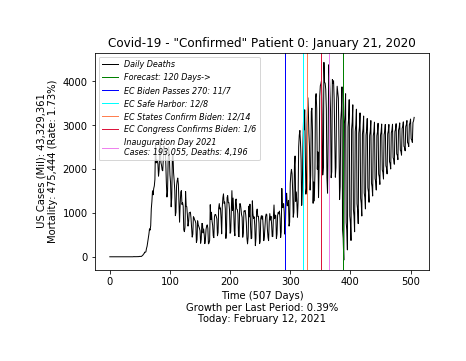 Covid-19 - "Confirmed" Patient 0: January 21, 2020
Daily Deaths
Forecast: 120 Days->
EC Biden Passes 270: 11/7
EC Safe Harbor: 12/8
EC States Confirm Biden: 12/14
EC Congress Confirms Biden: 1/6
Inauguration Day 2021
Cases: 193,055, Deaths: 4,196
US Cases (Mil): 43,329,361
Mortality: 475,444 (Rate: 1.73%)
4000
3000
2000
1000
0
0 100 200 300 400 500
Time (507 Days)
Growth per Last Period: 0.39%
Today: February 12, 2021